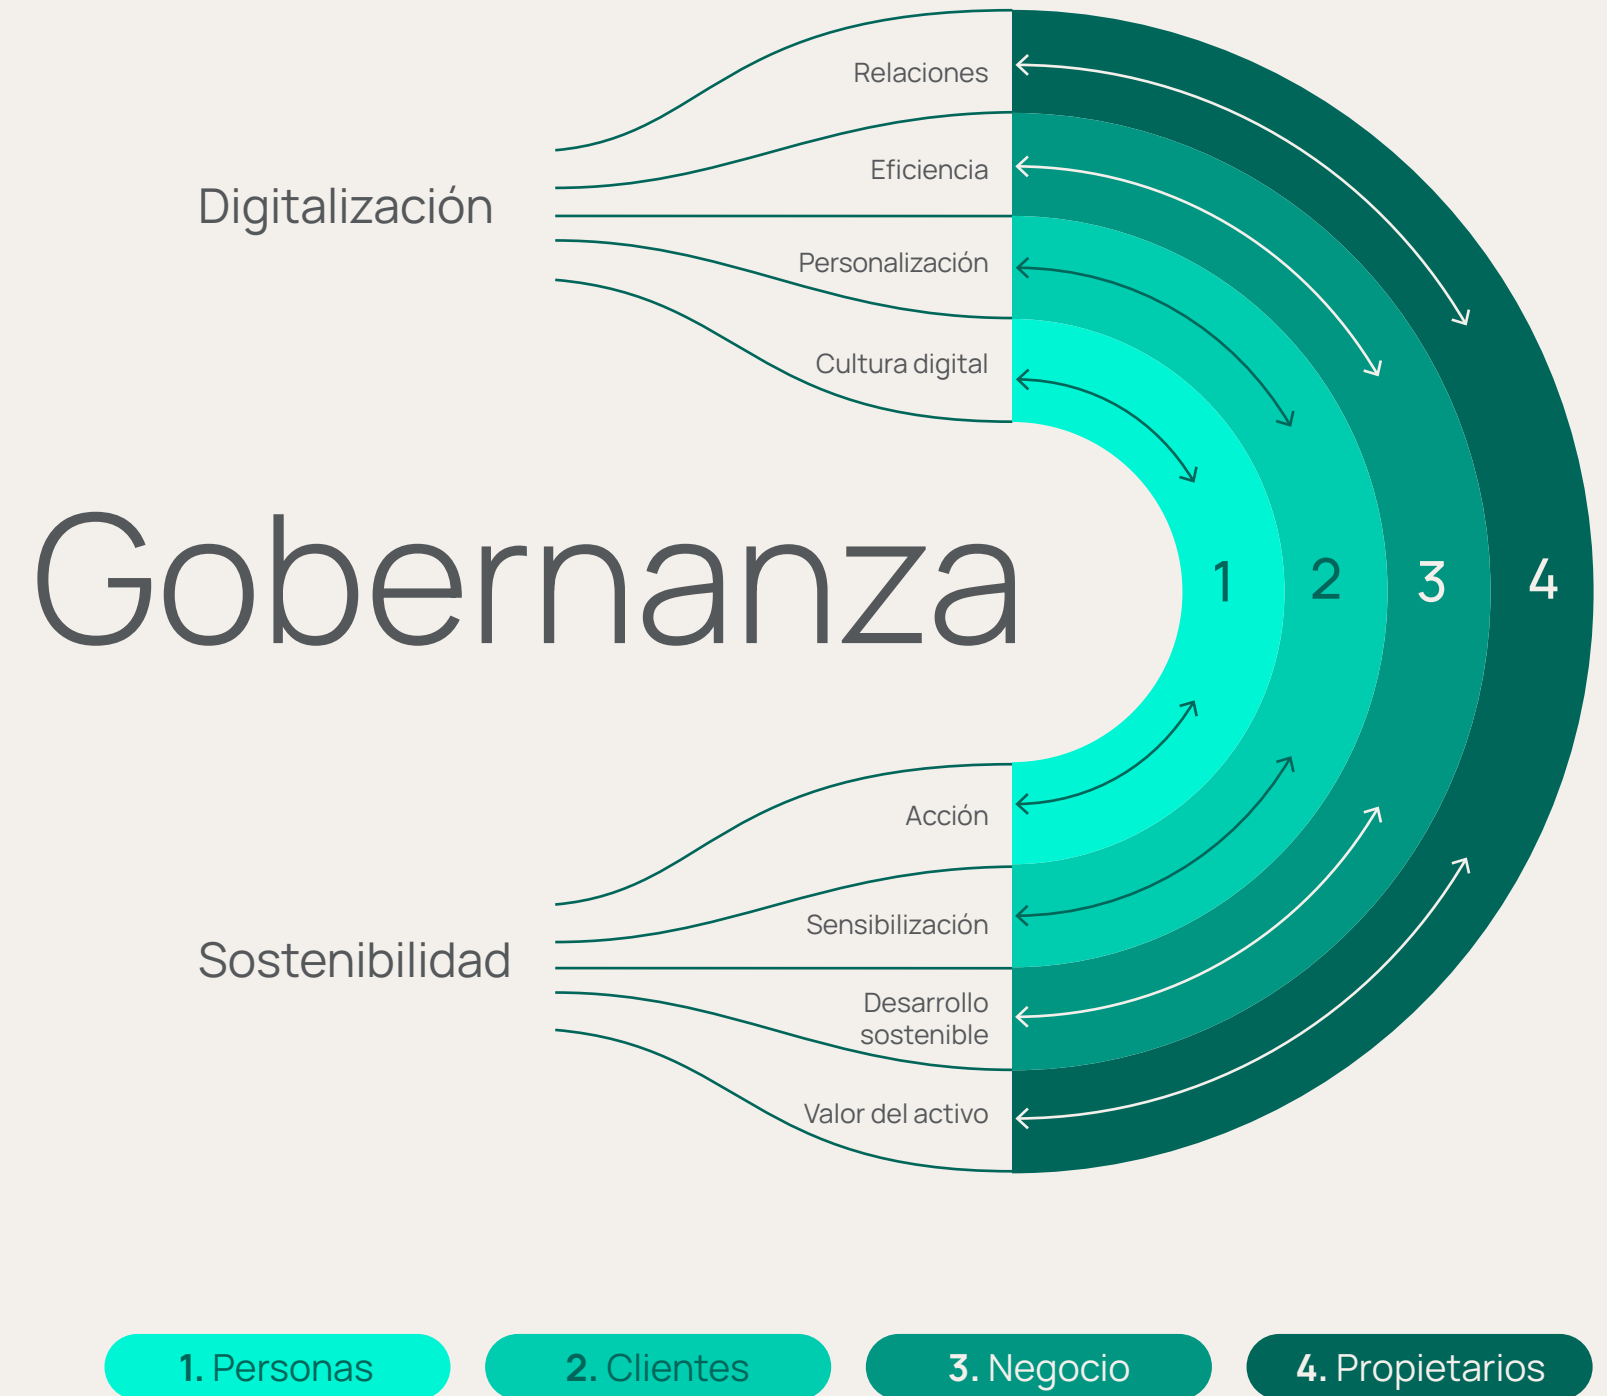 Relaciones
Eficiencia
Digitalización
Personalización
Cultura digital
Gobernanza
1 2 3 4
Acción
Sensibilización
Sostenibilidad
Desarrollo
sostenible
Valor del activo
1. Personas
2. Clientes
3. Negocio
4. Propietarios